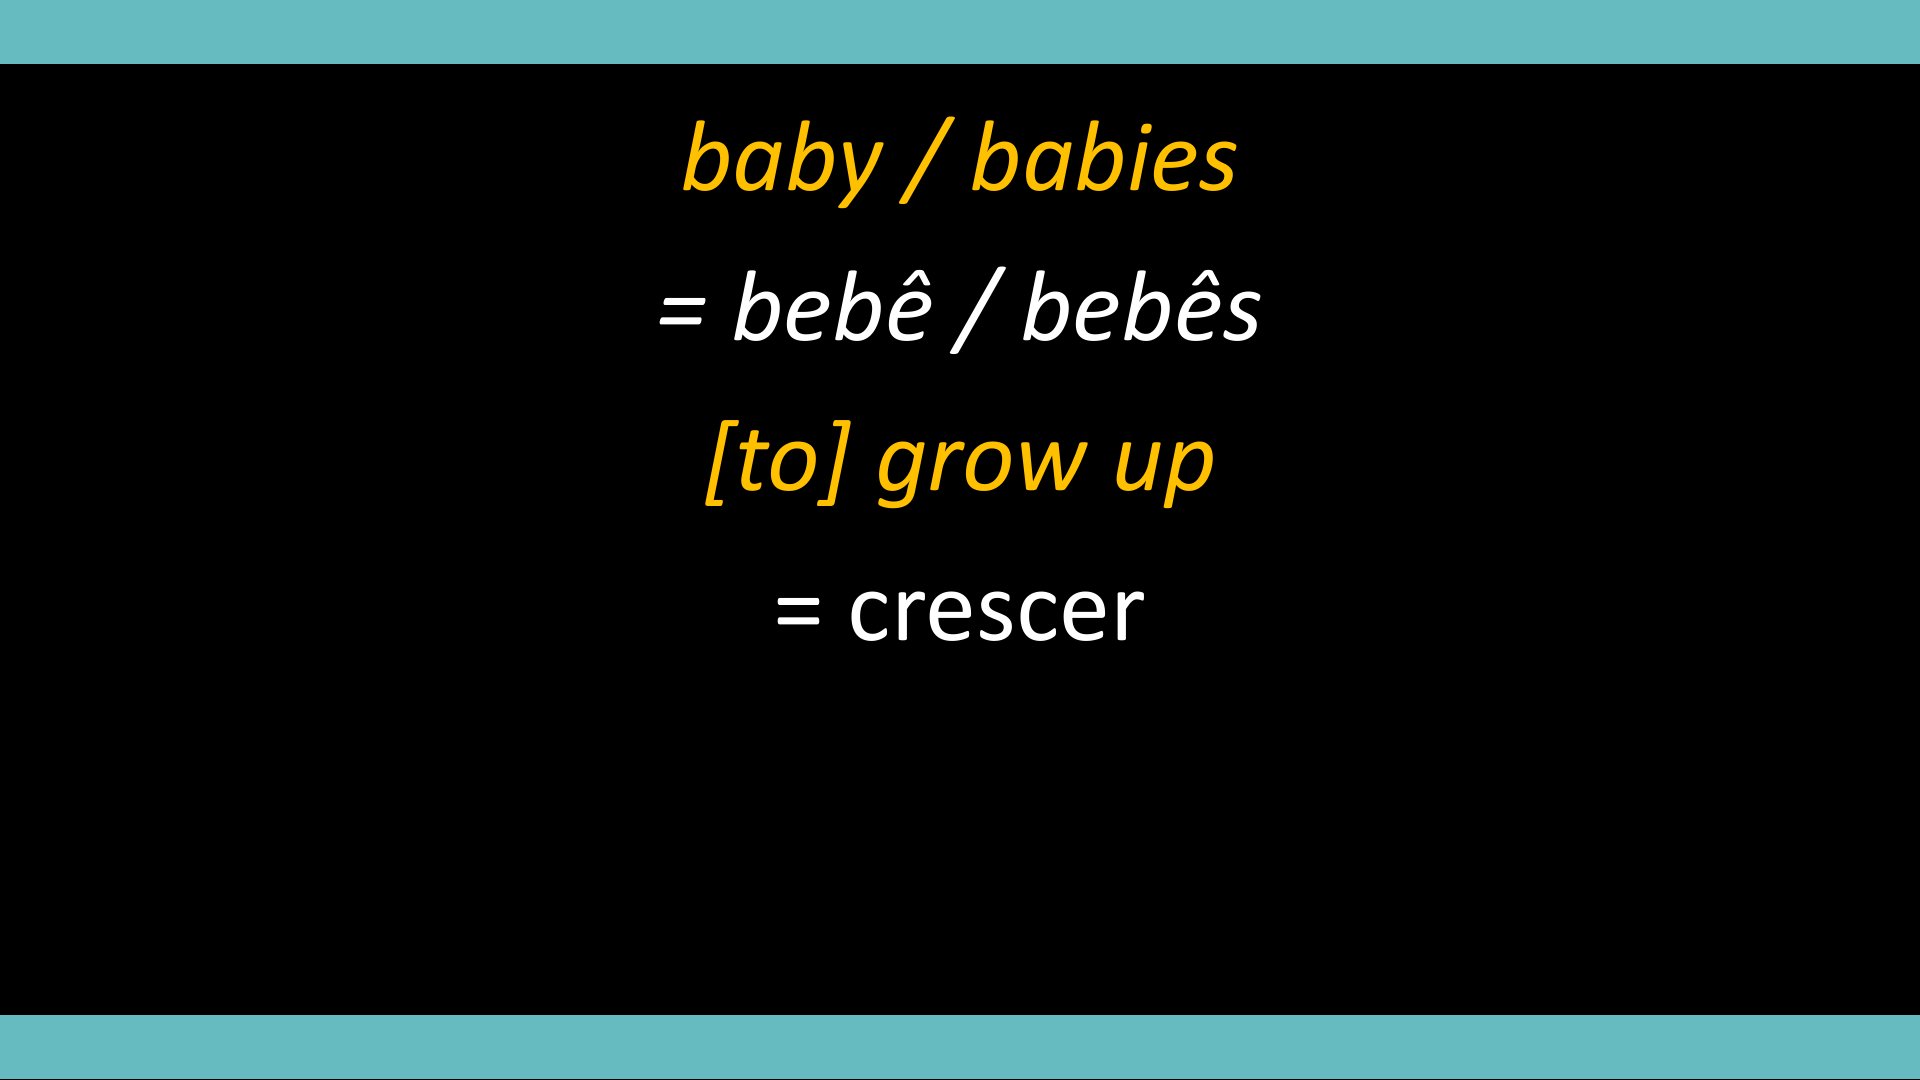 baby / babies
= bebê / bebês
[to] grow up
= crescer